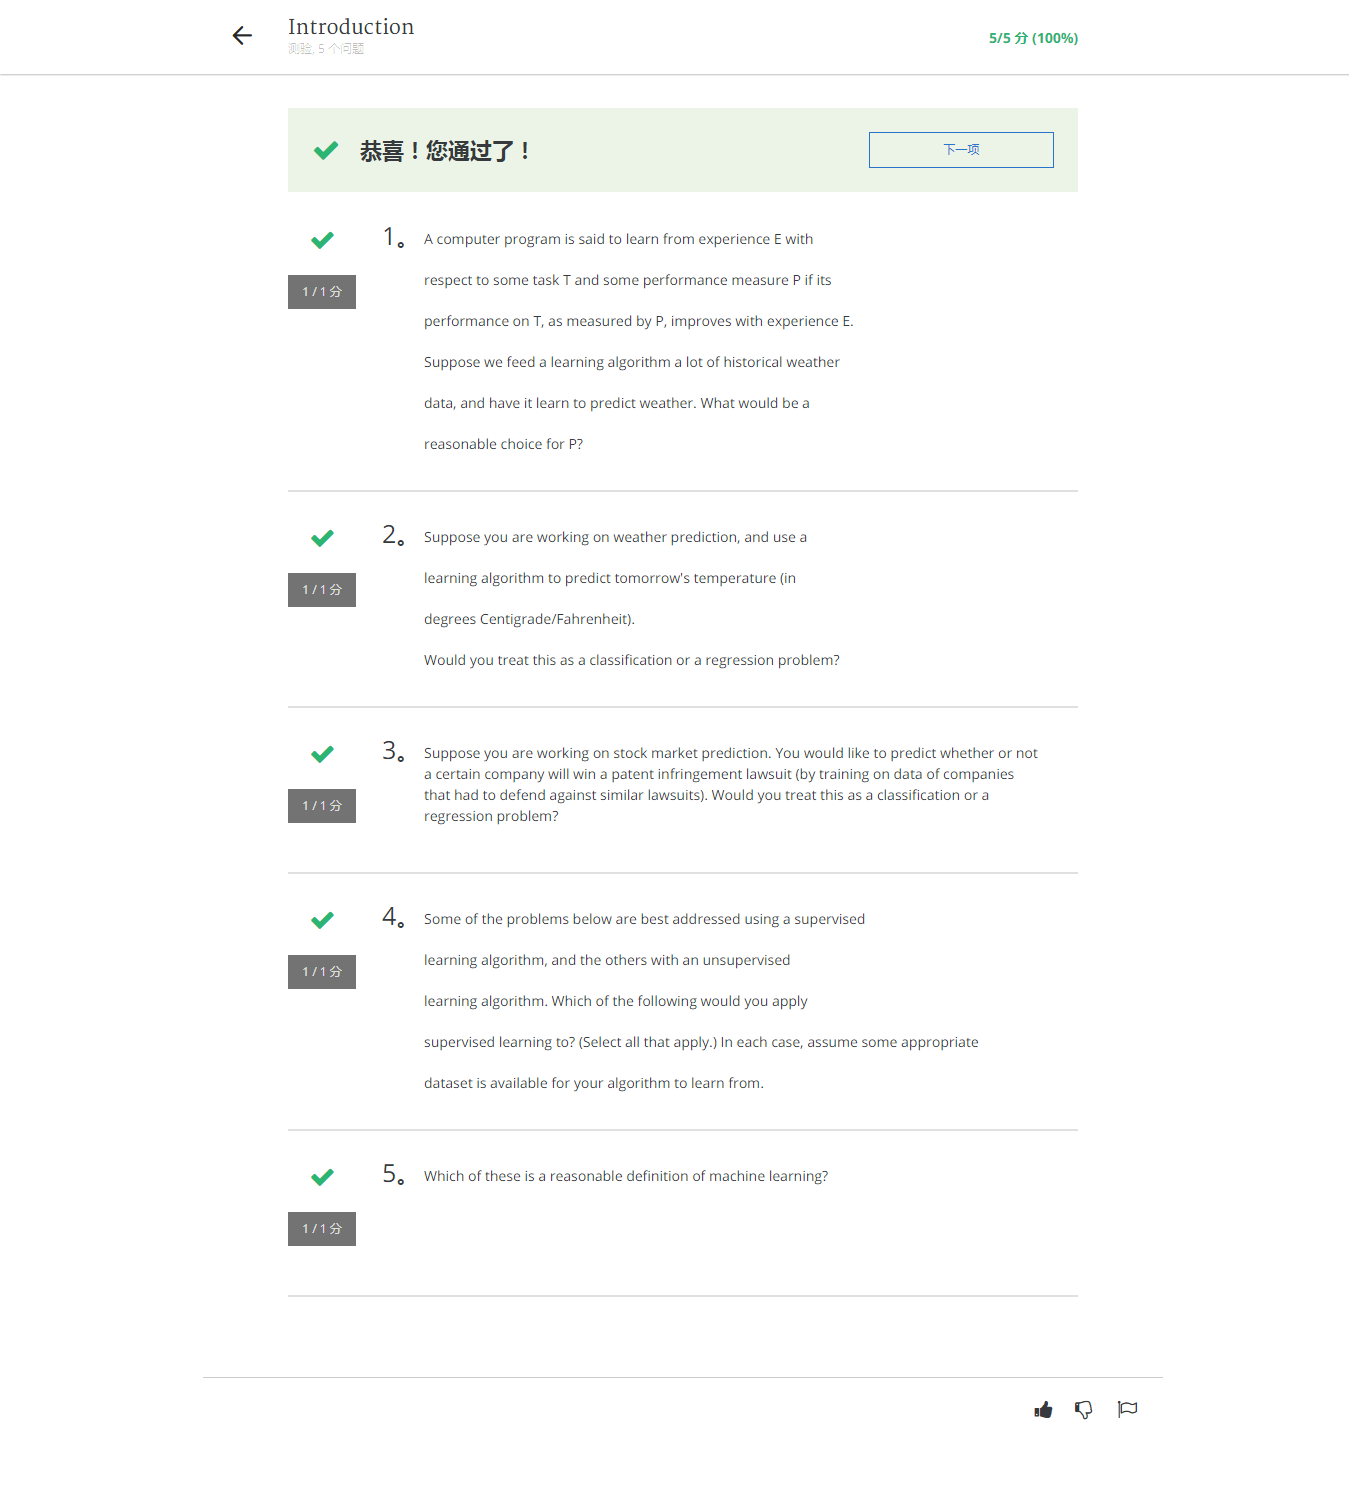 Introduction
测验, 5 个问题
5/5 分 (100%)
恭喜！您通过了！
下一项
1。
A computer program is said to learn from experience E with
respect to some task T and some performance measure P if its
performance on T, as measured by P, improves with experience E.
Suppose we feed a learning algorithm a lot of historical weather
data, and have it learn to predict weather. What would be a
reasonable choice for P?
1 / 1 分
2。
Suppose you are working on weather prediction, and use a
learning algorithm to predict tomorrow's temperature (in
degrees Centigrade/Fahrenheit).
Would you treat this as a classification or a regression problem?
1 / 1 分
3。
Suppose you are working on stock market prediction. You would like to predict whether or not
a certain company will win a patent infringement lawsuit (by training on data of companies
that had to defend against similar lawsuits). Would you treat this as a classification or a
regression problem?
1 / 1 分
4。
Some of the problems below are best addressed using a supervised
learning algorithm, and the others with an unsupervised
learning algorithm. Which of the following would you apply
supervised learning to? (Select all that apply.) In each case, assume some appropriate
dataset is available for your algorithm to learn from.
1 / 1 分
5。
Which of these is a reasonable definition of machine learning?
1 / 1 分